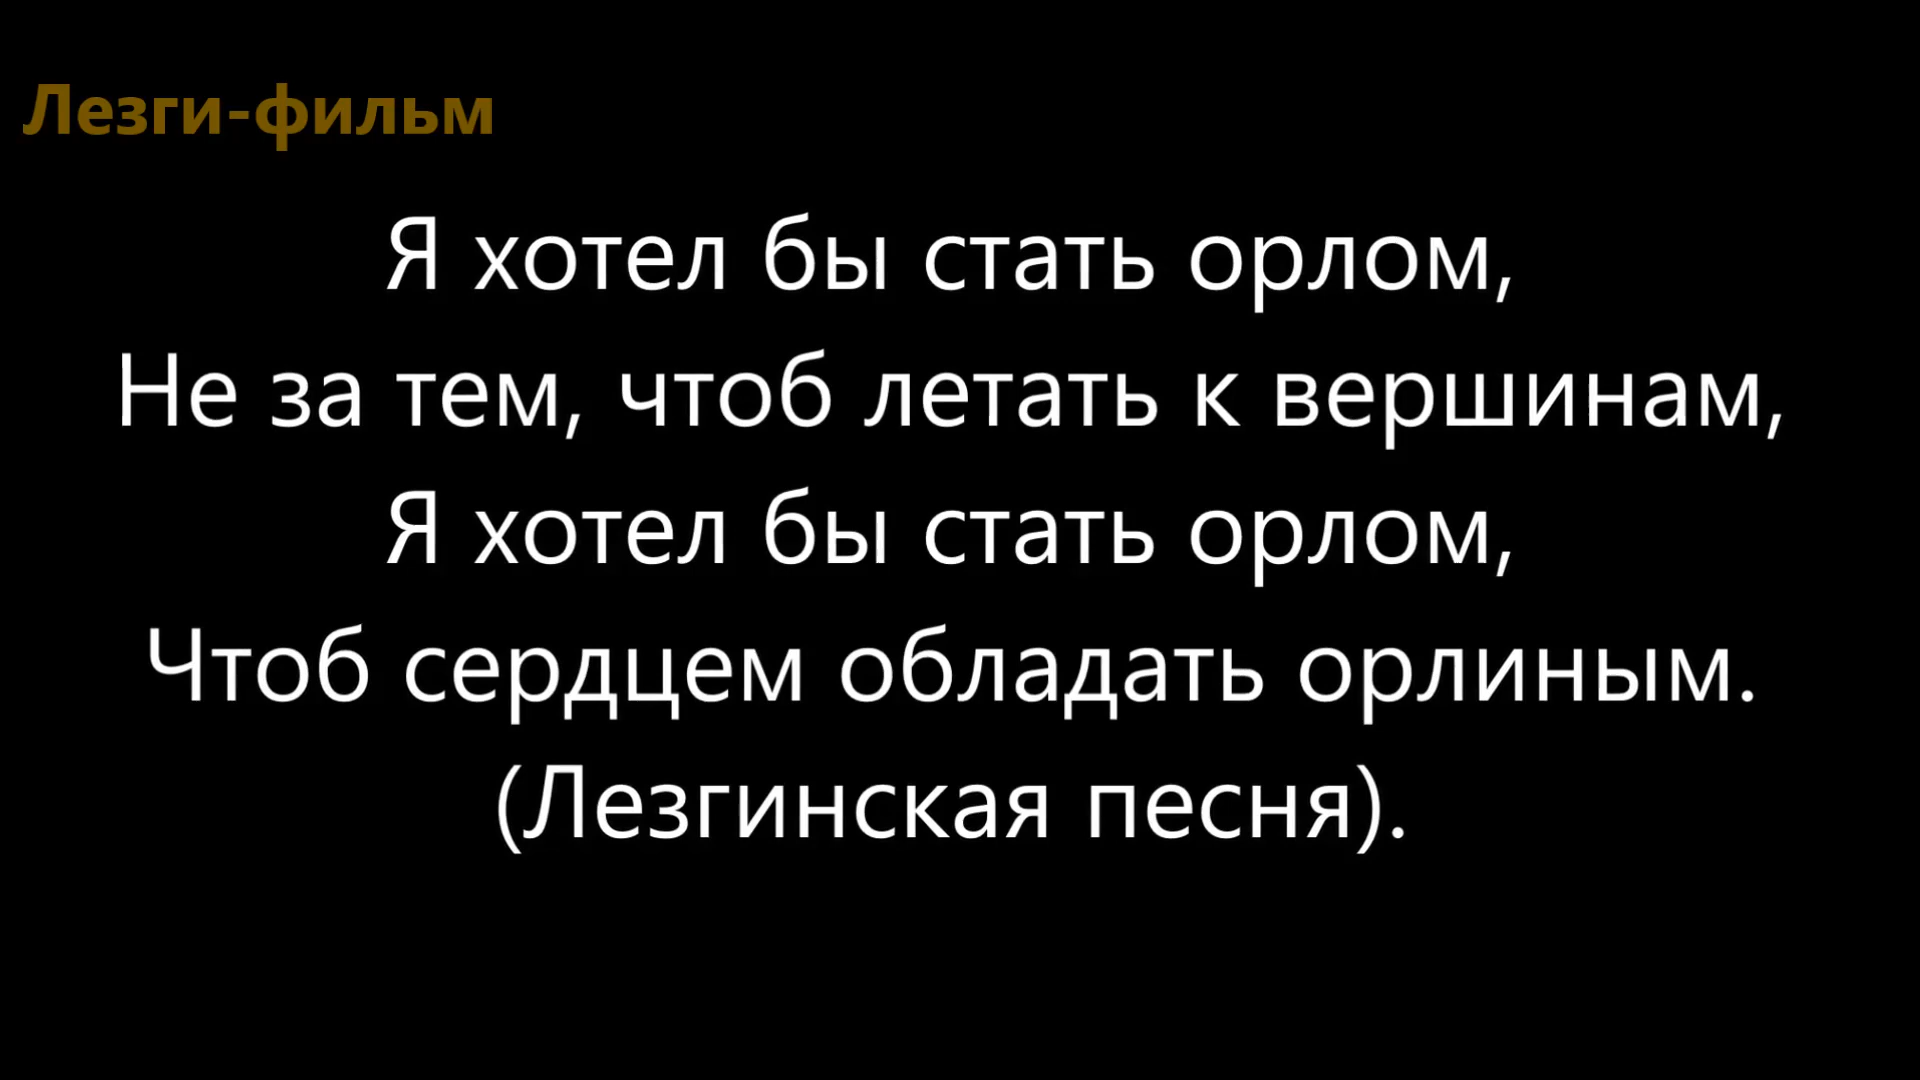 Лезги-фильм
Я хотел бы стать орлом,
Не за тем, чтоб летать к вершинам,
Я хотел бы стать орлом,
Чтоб сердцем обладать орлиным.
(Лезгинская песня).